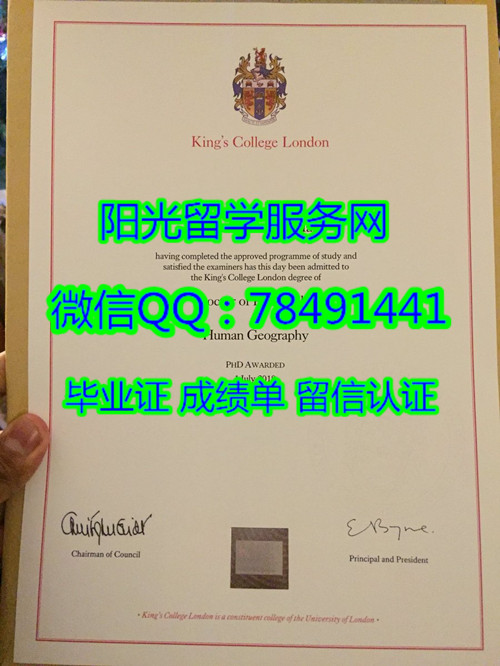 King's College London
阳光留学服务网
having completed the approved programme of study and
satisfied the examiners has this day been admitted to
the King's College London degree of
微信QQ：78491441
Human Geography
PHD AWARDED
July
毕业证 成绩单 留信认证
Chairman of Council
Principal and President
• King's College London is a constituent college of the University of London •